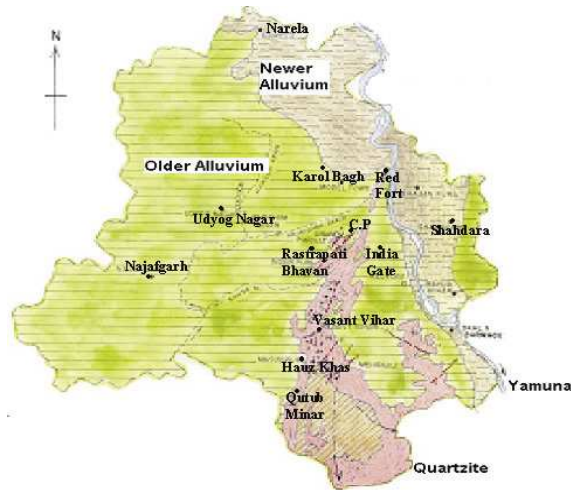 N
Narela
Newer
Alluvium
Older Alluvium
Karol Bagh
Red
Fort
Udyog Nagar
C.P
Shahdara
Rastrapati
Bhavan
India
Gate
Najafgarh
Vasant Vihar
Hauz Khas
Yamuna
Qutub
Minar
Quartzite